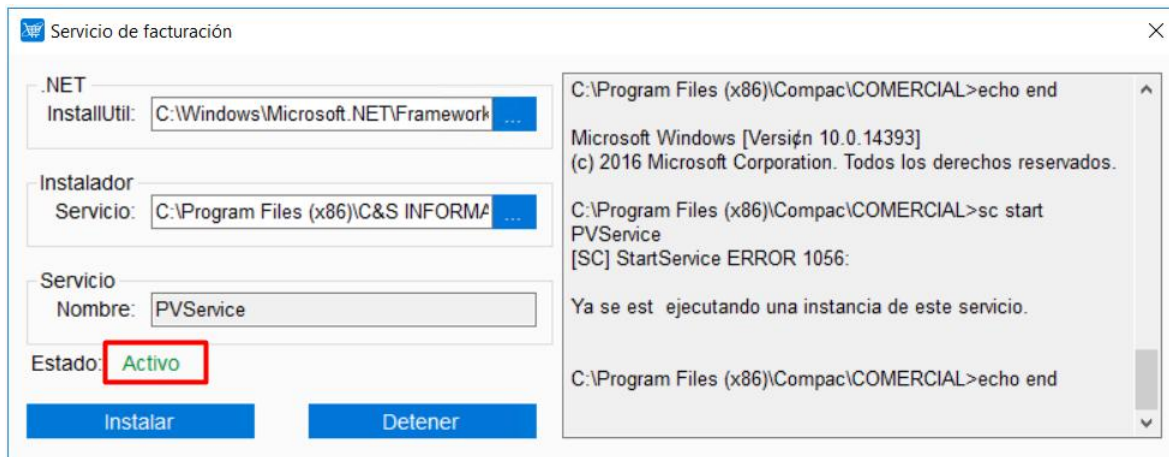 Servicio de facturación
.NET
InstallUtil: C:\Windows\Microsoft.NET\Framework ...
Instalador
Servicio: C:\Program Files (x86)\C&S INFORMA ...
Servicio
Nombre: PVService
Estado: Activo
Instalar Detener
C:\Program Files (x86)\Compac\COMERCIAL>echo end
Microsoft Windows [Versi¢n 10.0.14393]
(c) 2016 Microsoft Corporation. Todos los derechos reservados.
C:\Program Files (x86)\Compac\COMERCIAL>sc start
PVService
[SC] StartService ERROR 1056:
Ya se est  ejecutando una instancia de este servicio.
C:\Program Files (x86)\Compac\COMERCIAL>echo end